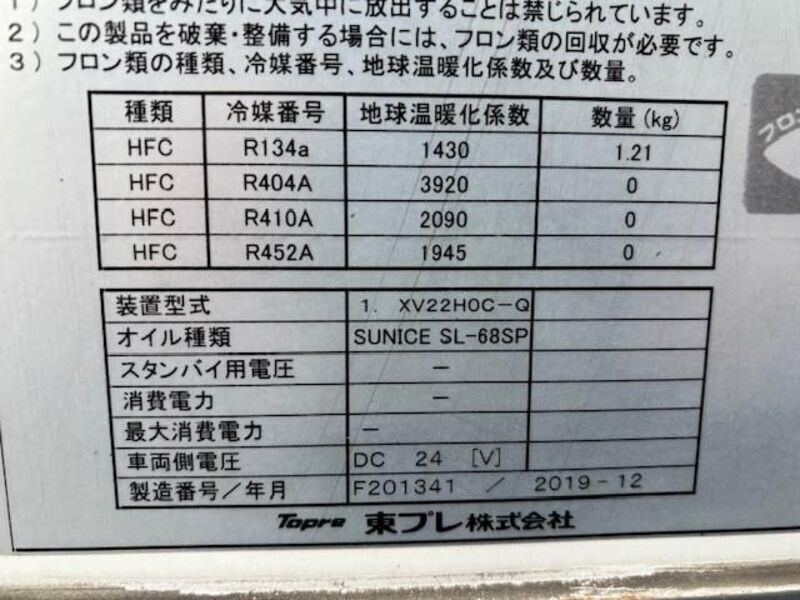 1) フロン類をみだりに大気中に放出することは禁じられています。
2) この製品を破棄・整備する場合には、フロン類の回収が必要です。
3) フロン類の種類、冷媒番号、地球温暖化係数及び数量。
フロン
種類 冷媒番号 地球温暖化係数 数量(kg)
HFC R134a 1430 1.21
HFC R404A 3920 0
HFC R410A 2090 0
HFC R452A 1945 0
装置型式 1. XV22H0C-Q
オイル種類 SUNICE SL-68SP
スタンバイ用電圧 -
消費電力 -
最大消費電力 -
車両側電圧 DC 24 [V]
製造番号/年月 F201341 / 2019-12
Topre 東プレ株式会社